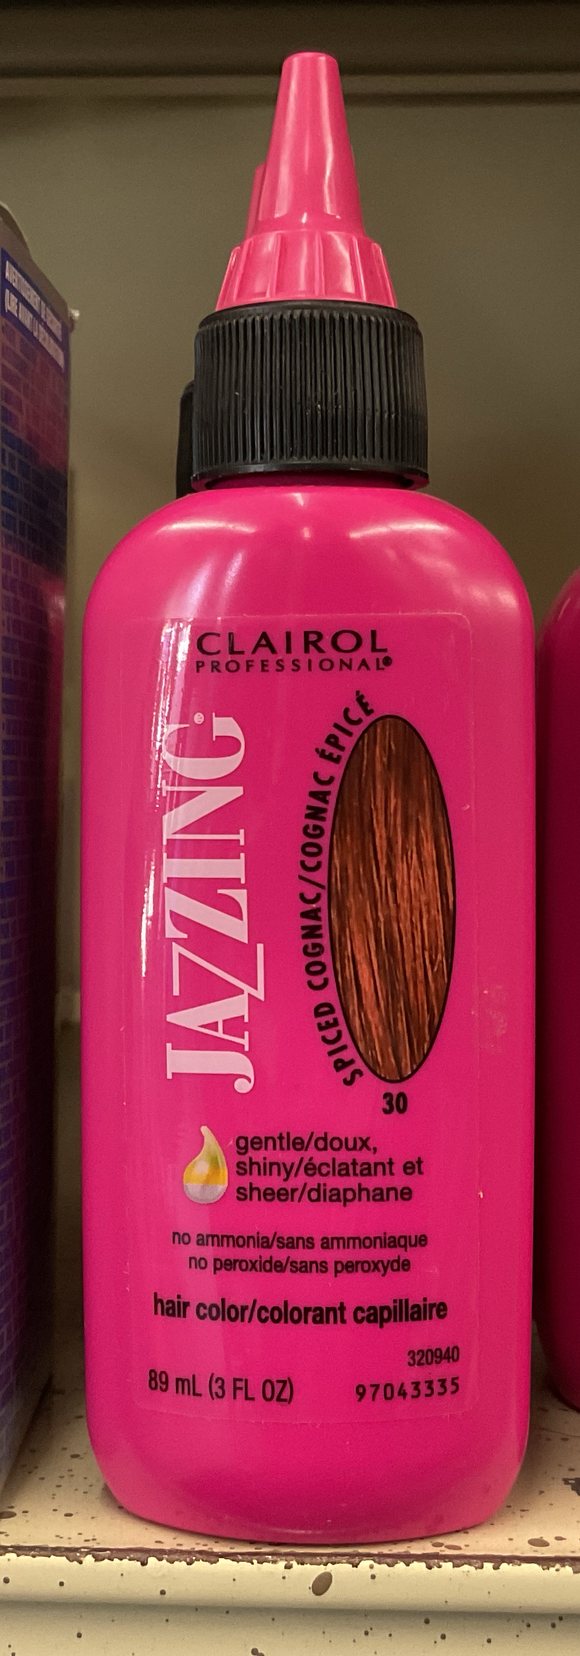 AVERTISSEMENT
CLAIROL
PROFESSIONAL®
JAZZING®
SPICED COGNAC/COGNAC ÉPICÉ
30
gentle/doux,
shiny/éclatant et
sheer/diaphane
no ammonia/sans ammoniaque
no peroxide/sans peroxyde
hair color/colorant capillaire
320940
89 mL (3 FL OZ)
97043335